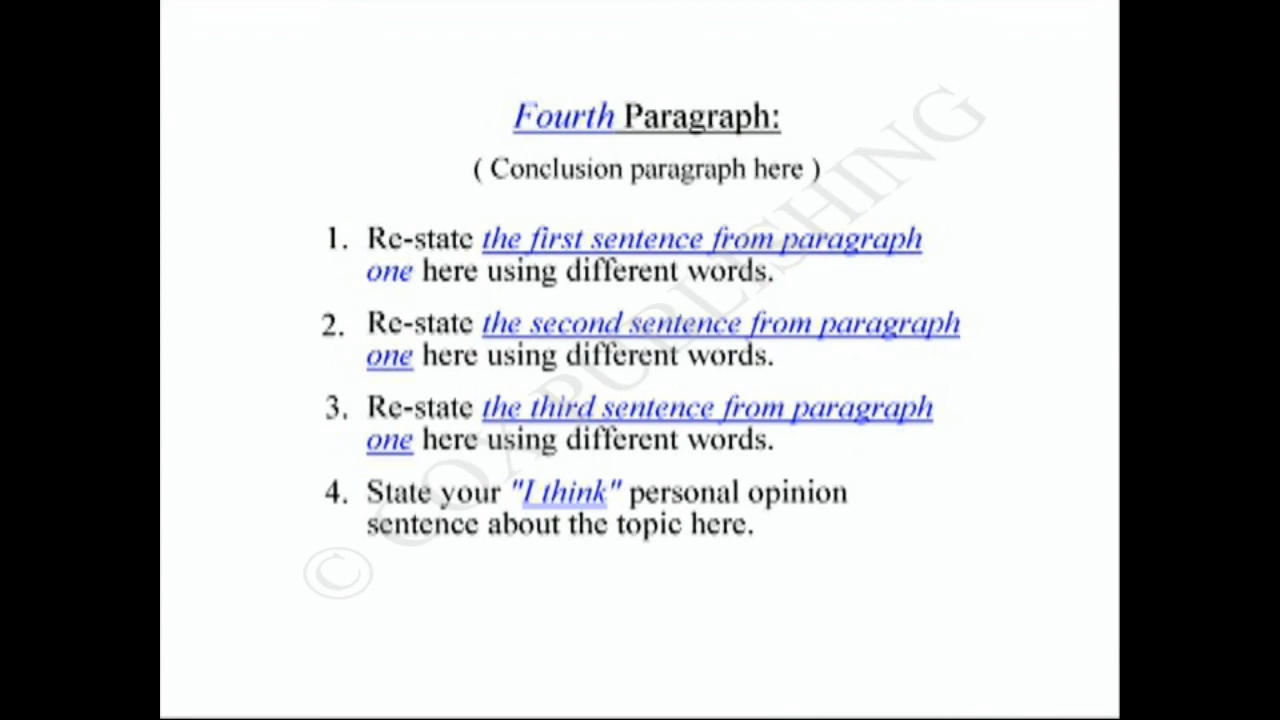 Fourth Paragraph:
( Conclusion paragraph here )
1. Re-state the first sentence from paragraph
one here using different words.
2. Re-state the second sentence from paragraph
one here using different words.
3. Re-state the third sentence from paragraph
one here using different words.
4. State your "I think" personal opinion
sentence about the topic here.
© COX PUBLISHING